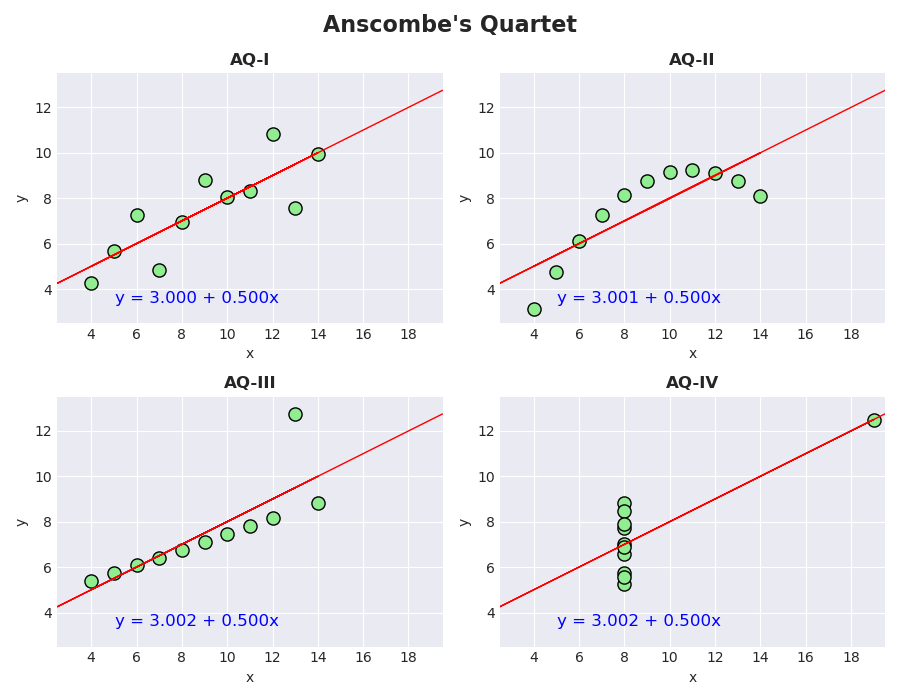 Anscombe's Quartet
AQ-I
12
10
8
6
4
y
y = 3.000 + 0.500x
4 6 8 10 12 14 16 18
x
AQ-II
12
10
8
6
4
y
y = 3.001 + 0.500x
4 6 8 10 12 14 16 18
x
AQ-III
12
10
8
6
4
y
y = 3.002 + 0.500x
4 6 8 10 12 14 16 18
x
AQ-IV
12
10
8
6
4
y
y = 3.002 + 0.500x
4 6 8 10 12 14 16 18
x